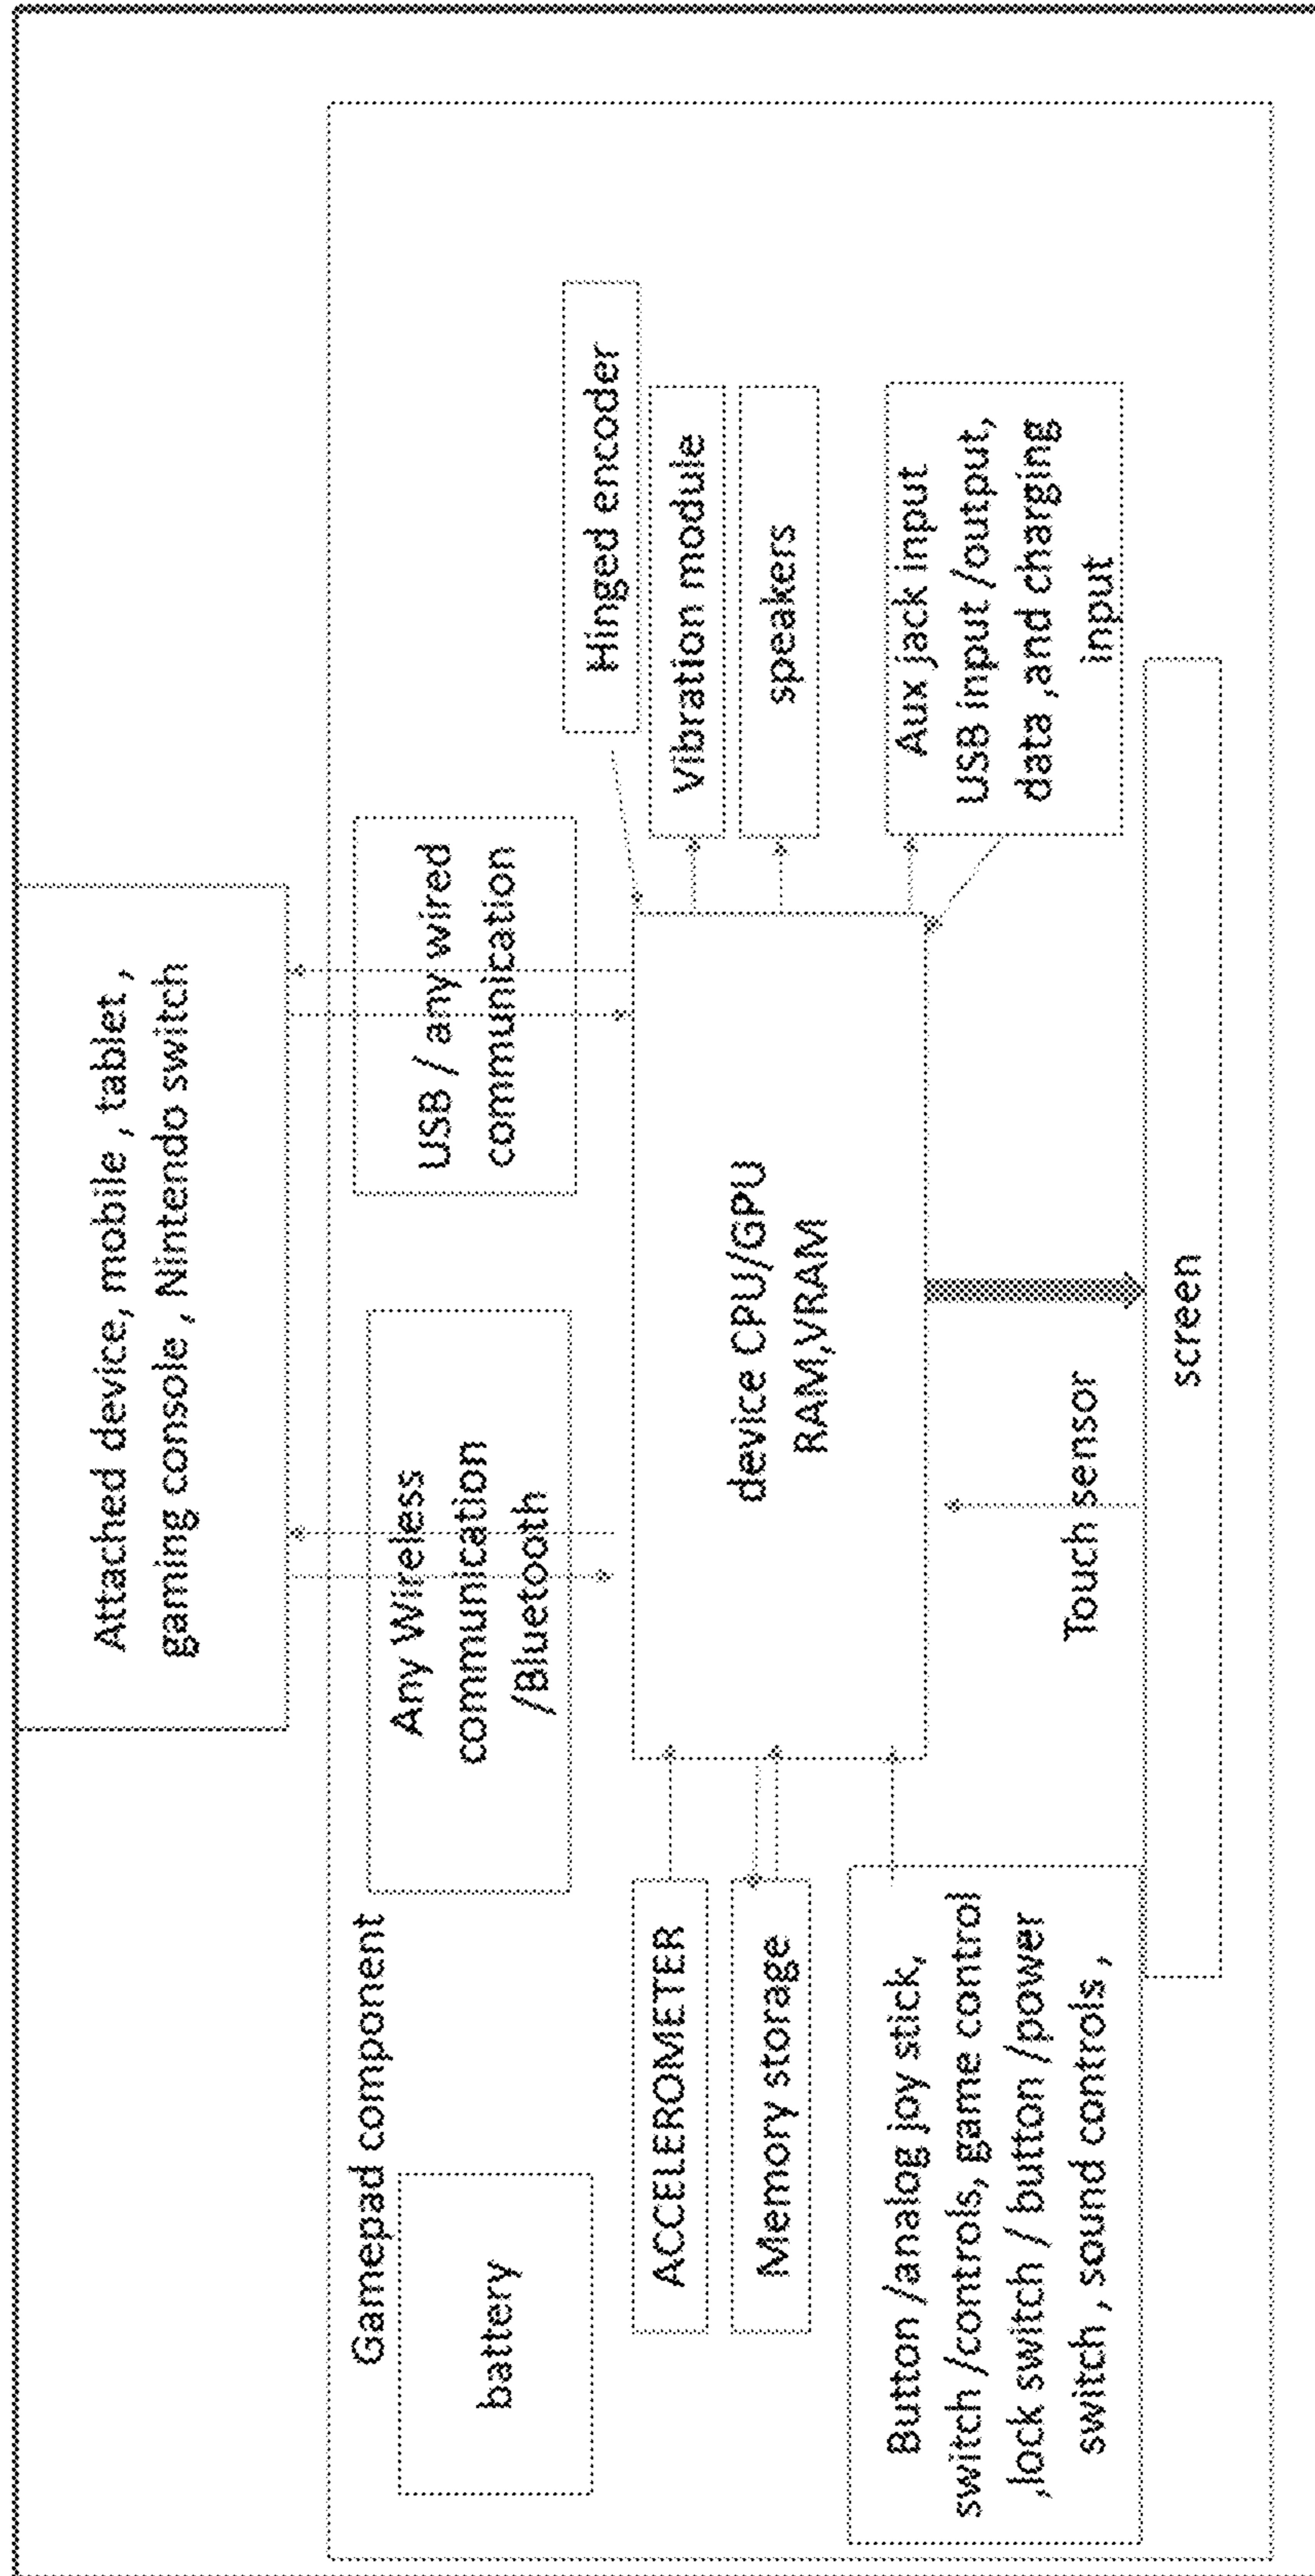 Attached device, mobile , tablet ,
gaming console , Nintendo switch
Gamepad component
battery
Any Wireless
communication
/Bluetooth
USB / any wired
communication
Hinged encoder
ACCELEROMETER
Vibration module
Memory storage
speakers
device CPU/GPU
RAM,VRAM
Button /analog joy stick,
switch /controls, game control
,lock switch / button /power
switch , sound controls ,
Aux jack input
USB input /output,
data ,and charging
input
Touch sensor
screen